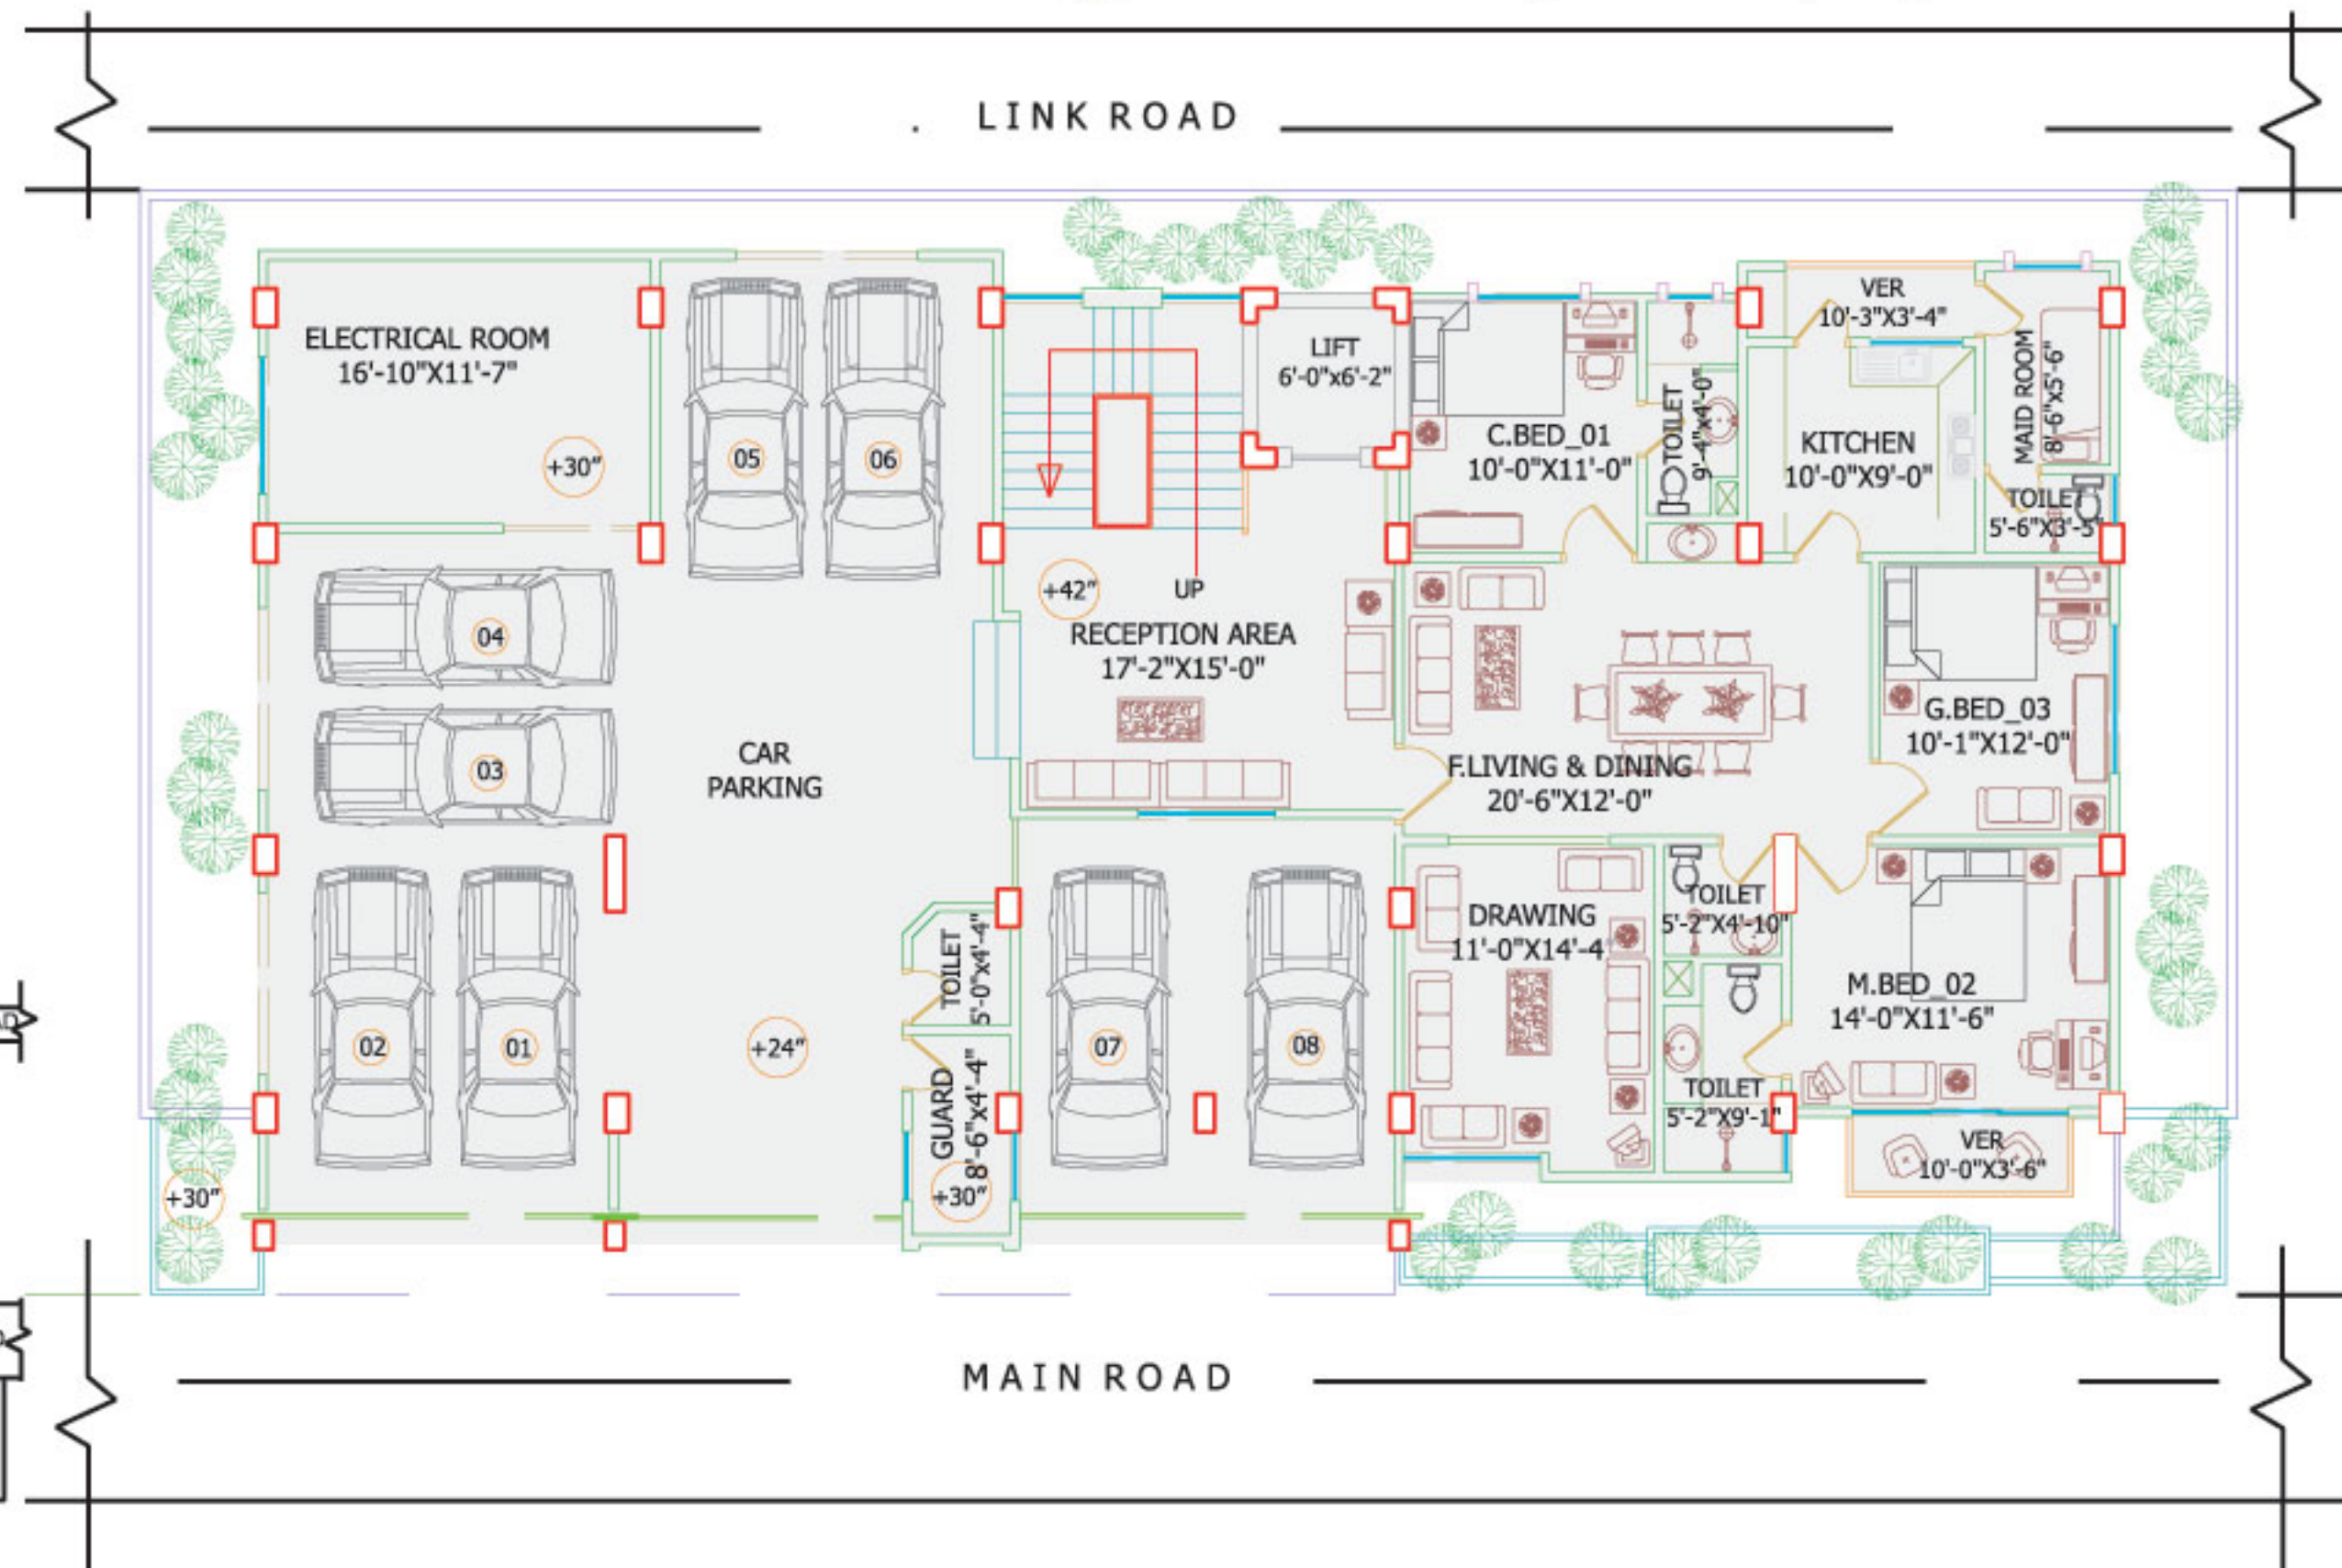 LINK ROAD
ELECTRICAL ROOM
16'-10"X11'-7"
+30"
05
06
LIFT
6'-0"x6'-2"
C.BED_01
10'-0"X11'-0"
TOILET
9'-4"x4'-0"
VER
10'-3"X3'-4"
KITCHEN
10'-0"X9'-0"
MAID ROOM
8'-6"x5'-6"
TOILET
5'-6"X3'-5"
04
03
CAR
PARKING
+42"
UP
RECEPTION AREA
17'-2"X15'-0"
F.LIVING & DINING
20'-6"X12'-0"
G.BED_03
10'-1"X12'-0"
02
01
+24"
TOILET
5'-0"x4'-4"
GUARD
8'-6"x4'-4"
+30"
07
08
DRAWING
11'-0"X14'-4
TOILET
5'-2"X4'-10"
TOILET
5'-2"X9'-1"
M.BED_02
14'-0"X11'-6"
VER
10'-0"X3'-6"
+30"
MAIN ROAD